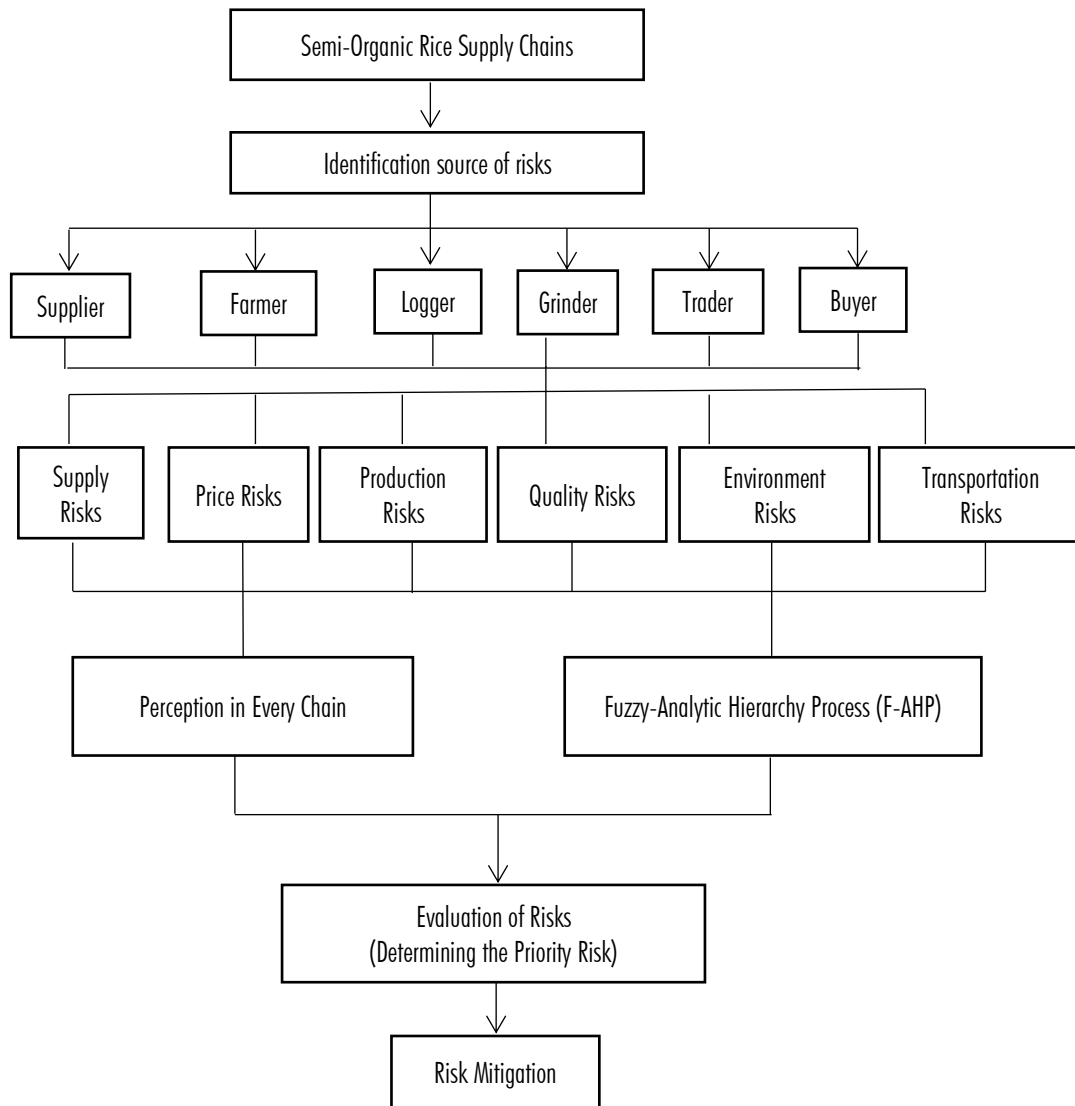 Semi-Organic Rice Supply Chains
Identification source of risks
Supplier
Farmer
Logger
Grinder
Trader
Buyer
Supply
Risks
Price Risks
Production
Risks
Quality Risks
Environment
Risks
Transportation
Risks
Perception in Every Chain
Fuzzy-Analytic Hierarchy Process (F-AHP)
Evaluation of Risks
(Determining the Priority Risk)
Risk Mitigation